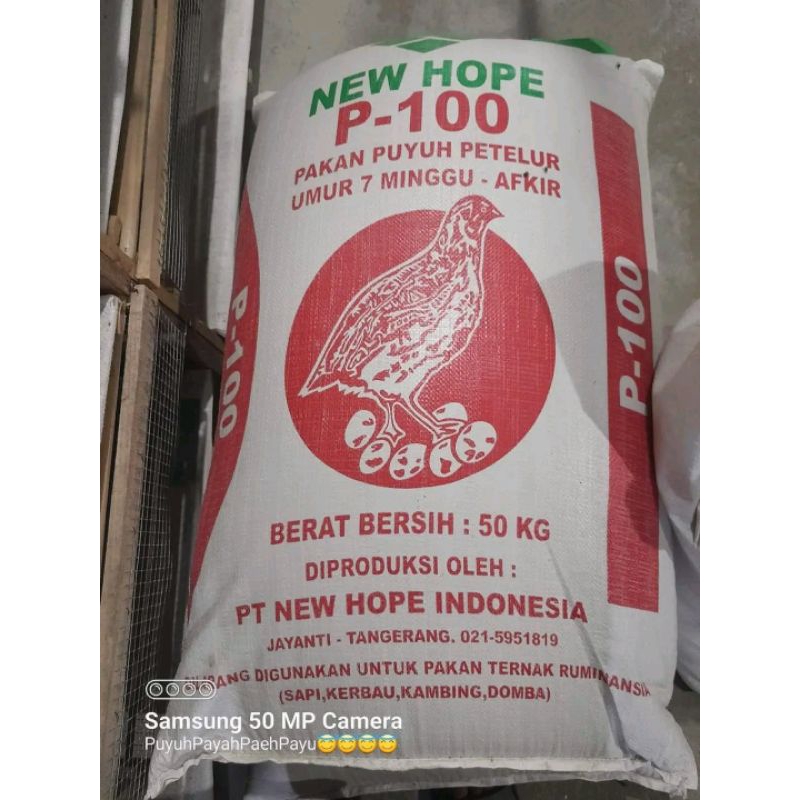 NEW HOPE
P-100
PAKAN PUYUH PETELUR
UMUR 7 MINGGU - AFKIR
P-100
P-100
BERAT BERSIH : 50 KG
DIPRODUKSI OLEH :
PT NEW HOPE INDONESIA
JAYANTI - TANGERANG. 021-5951819
DIGUNAKAN UNTUK PAKAN TERNAK RUMINANSIA
(SAPI,KERBAU,KAMBING,DOMBA)
Samsung 50 MP Camera
PuyuhPayahPaehPayu😇😇😇😇